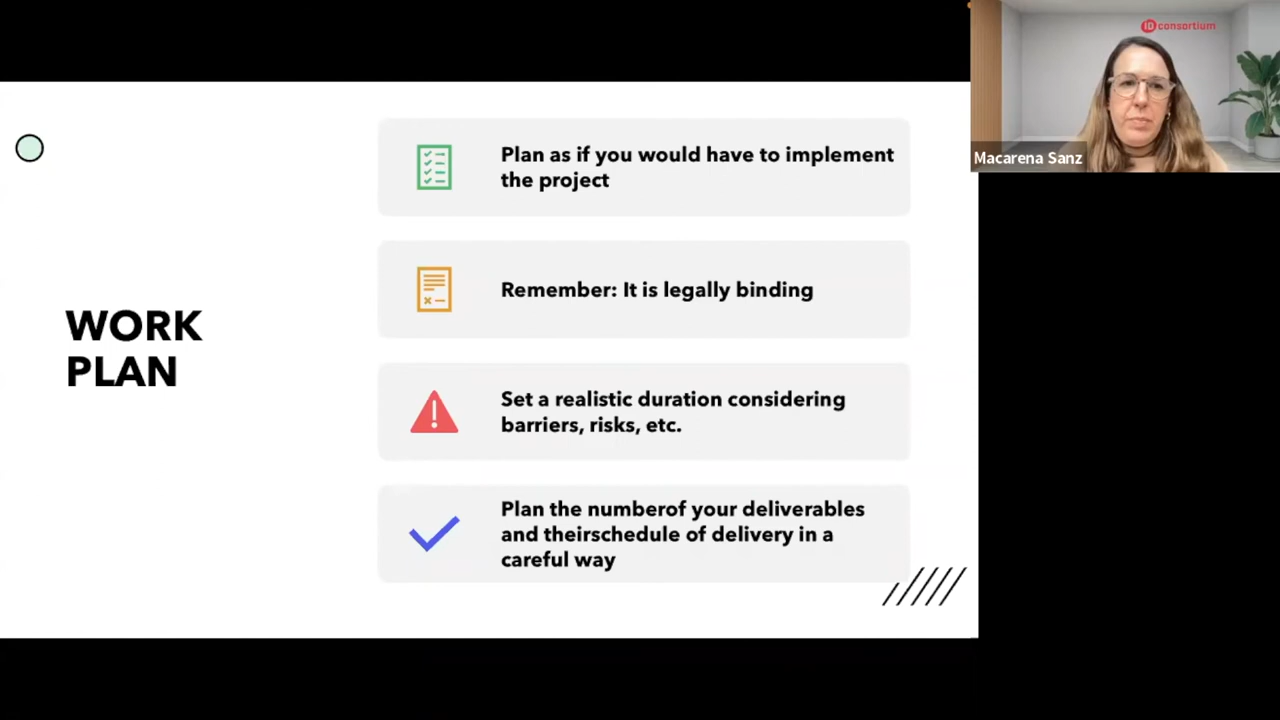 WORK
PLAN
Plan as if you would have to implement
the project
Remember: It is legally binding
Set a realistic duration considering
barriers, risks, etc.
Plan the numberof your deliverables
and theirschedule of delivery in a
careful way
iDconsortium
Macarena Sanz